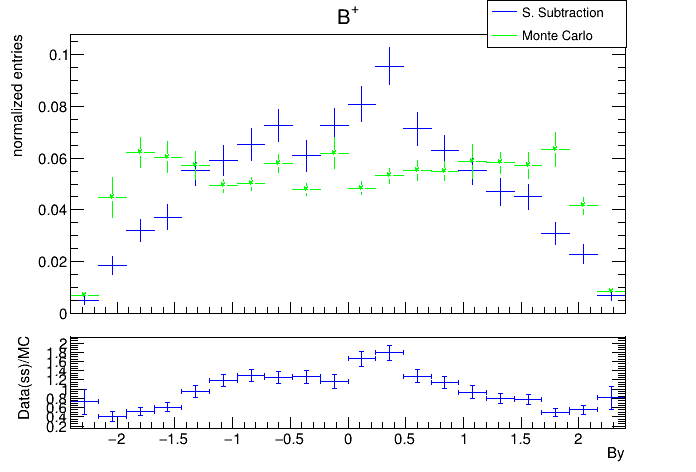 B+
S. Subtraction
Monte Carlo
normalized entries
0.1
0.08
0.06
0.04
0.02
0
Data(ss)/MC
2
1.8
1.6
1.4
1.2
1
0.8
0.6
0.4
0.2
−2 −1.5 −1 −0.5 0 0.5 1 1.5 2
By